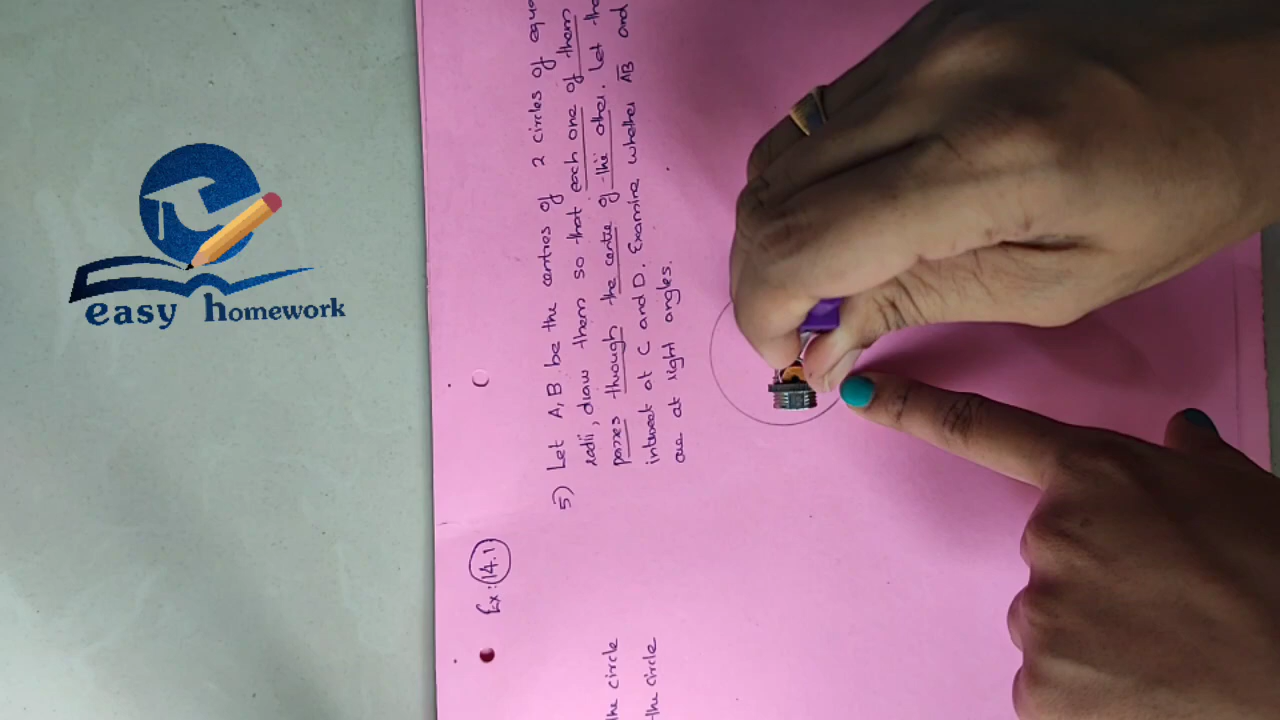 easy Homework
Ex: 14.1
5) Let A, B be the centres of 2 circles of equa
radii, draw them so that each one of them
passes through the centre of the other. Let the
intersect at C and D. Examine whether AB and
are at right angles.
the circle
the circle